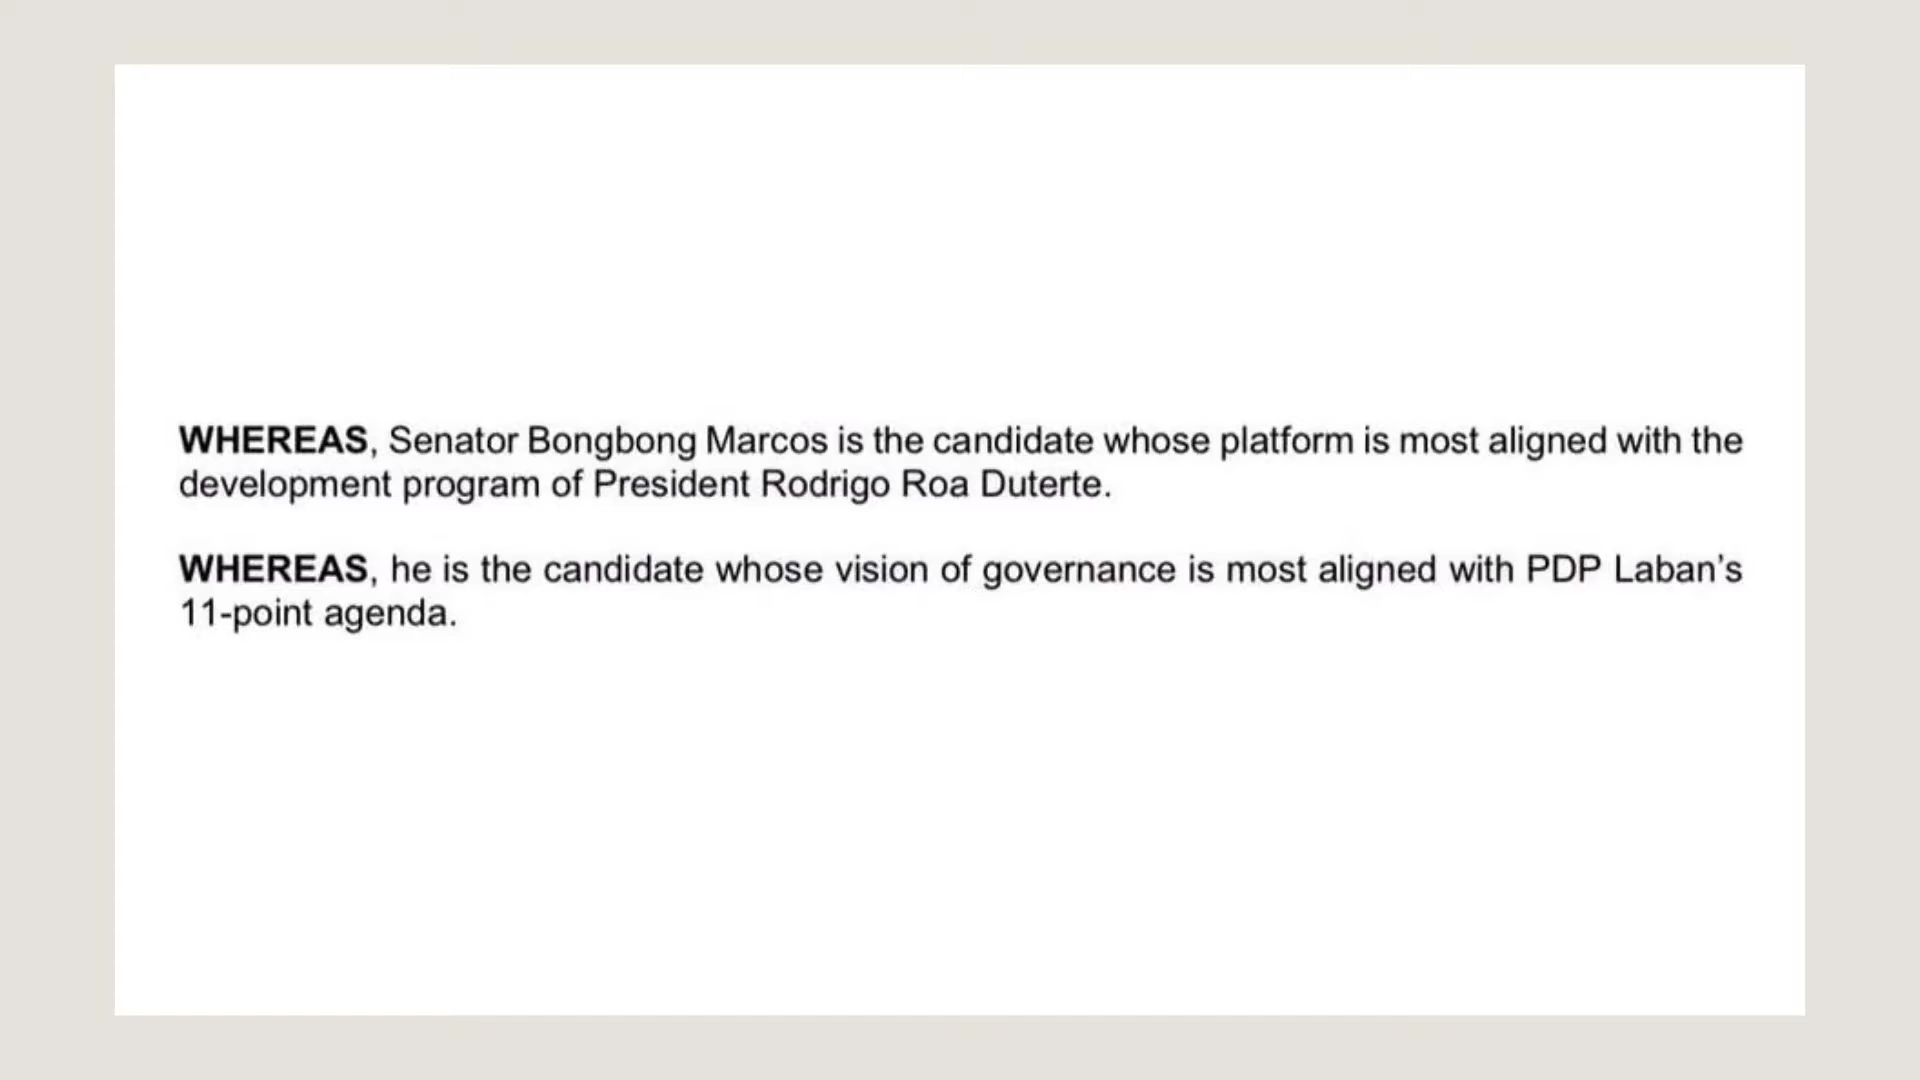 WHEREAS, Senator Bongbong Marcos is the candidate whose platform is most aligned with the
development program of President Rodrigo Roa Duterte.
WHEREAS, he is the candidate whose vision of governance is most aligned with PDP Laban’s
11-point agenda.